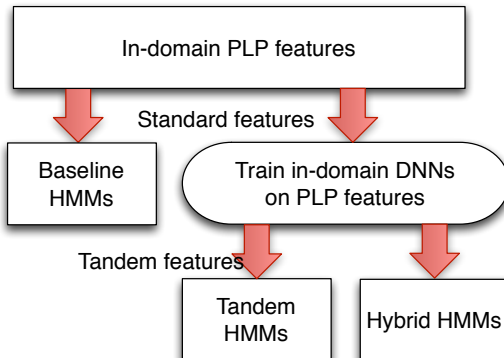 In-domain PLP features
Standard features
Baseline
HMMs
Train in-domain DNNs
on PLP features
Tandem features
Tandem
HMMs
Hybrid HMMs